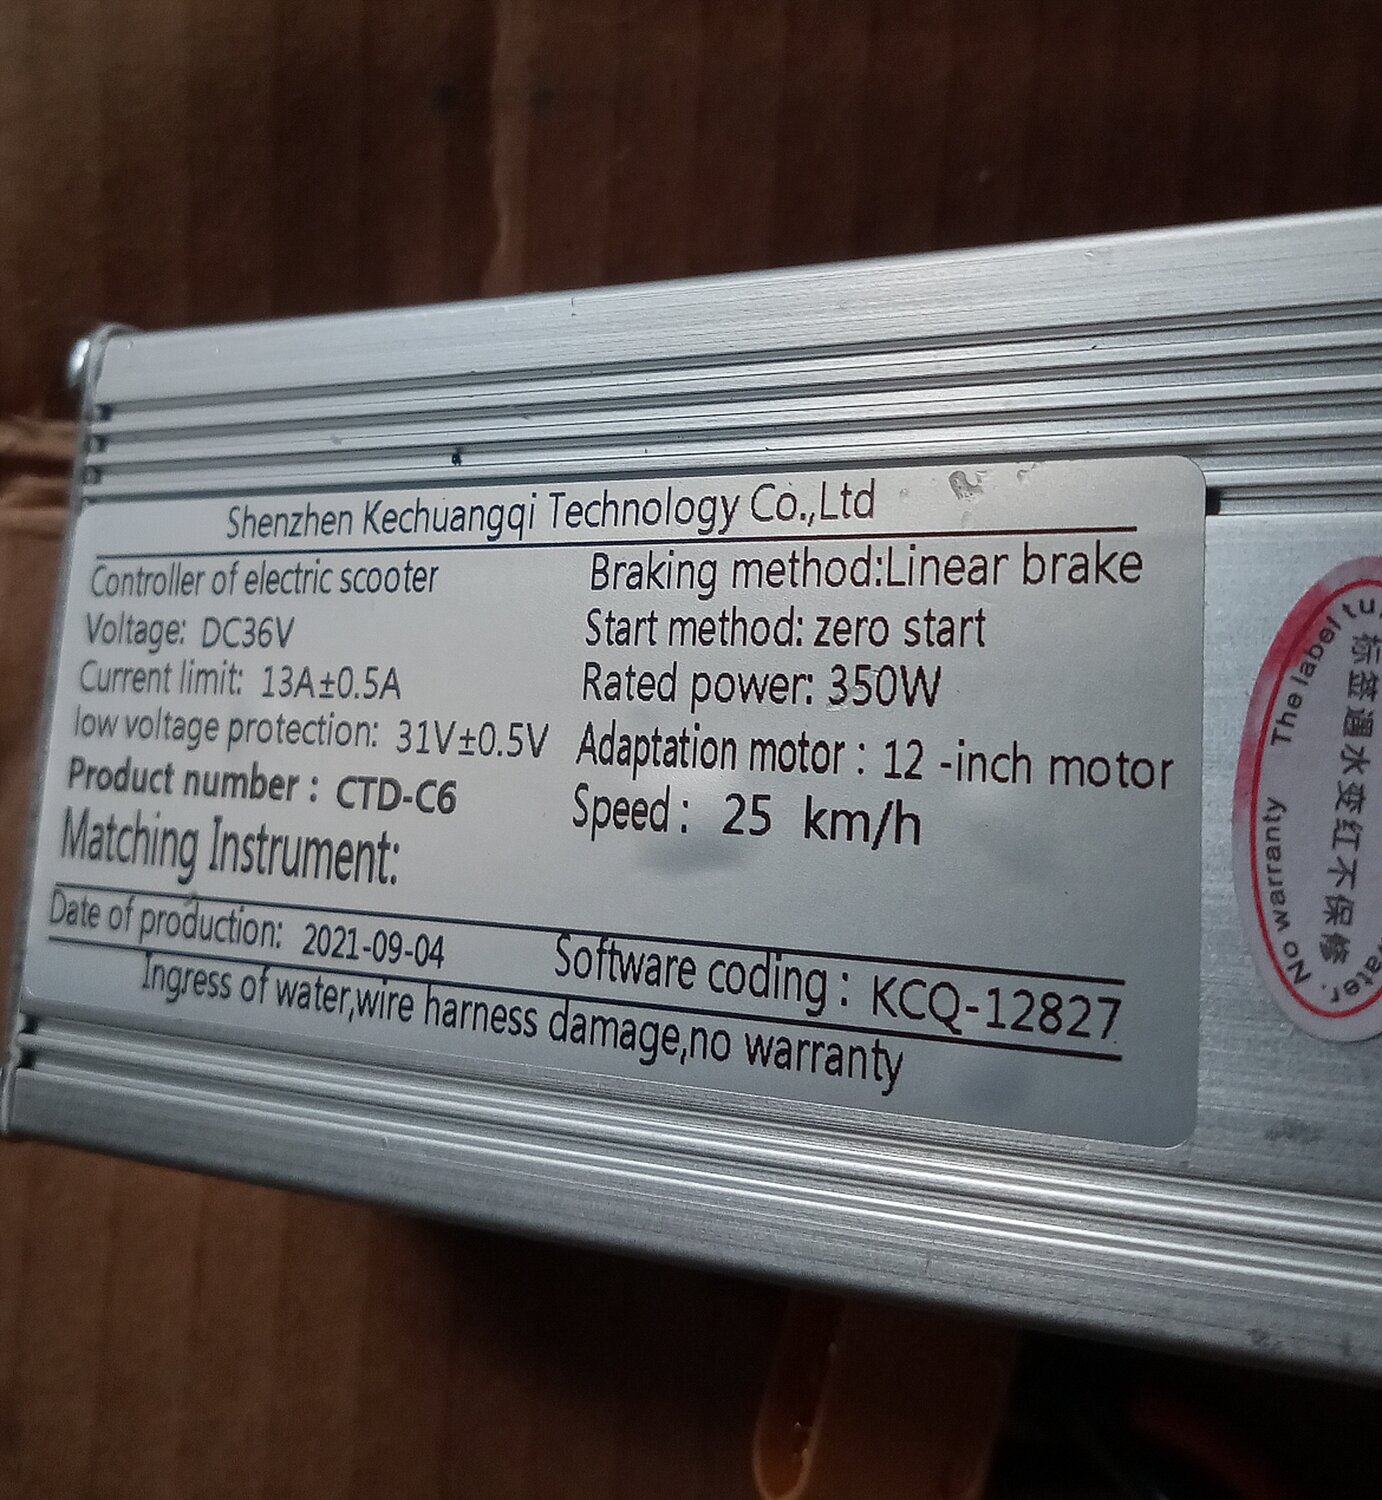 Shenzhen Kechuangqi Technology Co.,Ltd
Controller of electric scooter
Voltage: DC36V
Current limit: 13A±0.5A
low voltage protection: 31V±0.5V
Product number : CTD-C6
Matching Instrument:
Braking method:Linear brake
Start method: zero start
Rated power: 350W
Adaptation motor : 12 -inch motor
Speed : 25 km/h
Date of production: 2021-09-04
Software coding : KCQ-12827
Ingress of water,wire harness damage,no warranty
No warranty The label
标签遇水变红不保修